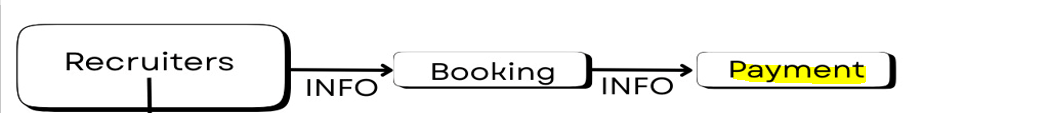 Recruiters
INFO
Booking
INFO
Payment